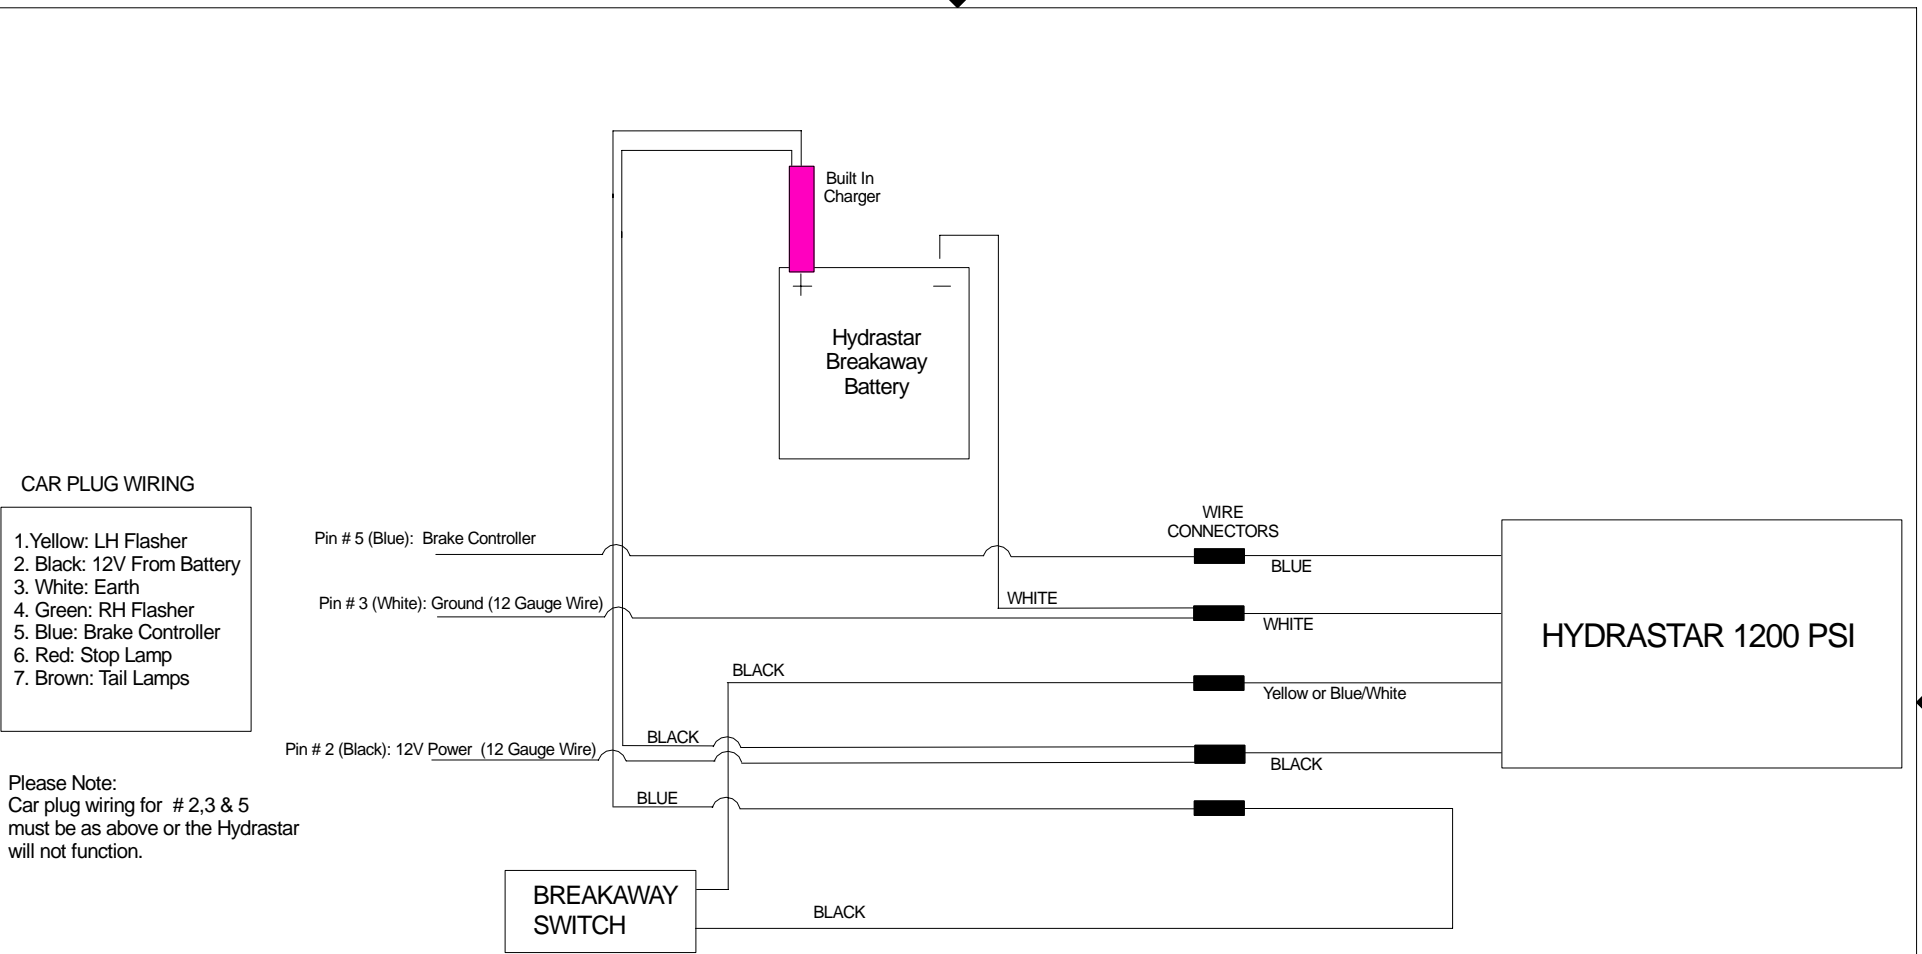 Built In
Charger
+ —
Hydrastar
Breakaway
Battery
CAR PLUG WIRING
1.Yellow: LH Flasher
2. Black: 12V From Battery
3. White: Earth
4. Green: RH Flasher
5. Blue: Brake Controller
6. Red: Stop Lamp
7. Brown: Tail Lamps
Please Note:
Car plug wiring for # 2,3 & 5
must be as above or the Hydrastar
will not function.
Pin # 5 (Blue): Brake Controller
Pin # 3 (White): Ground (12 Gauge Wire)
Pin # 2 (Black): 12V Power (12 Gauge Wire)
WIRE
CONNECTORS
BLUE
WHITE
WHITE
BLACK
Yellow or Blue/White
BLACK
BLACK
BLUE
HYDRASTAR 1200 PSI
BREAKAWAY
SWITCH
BLACK